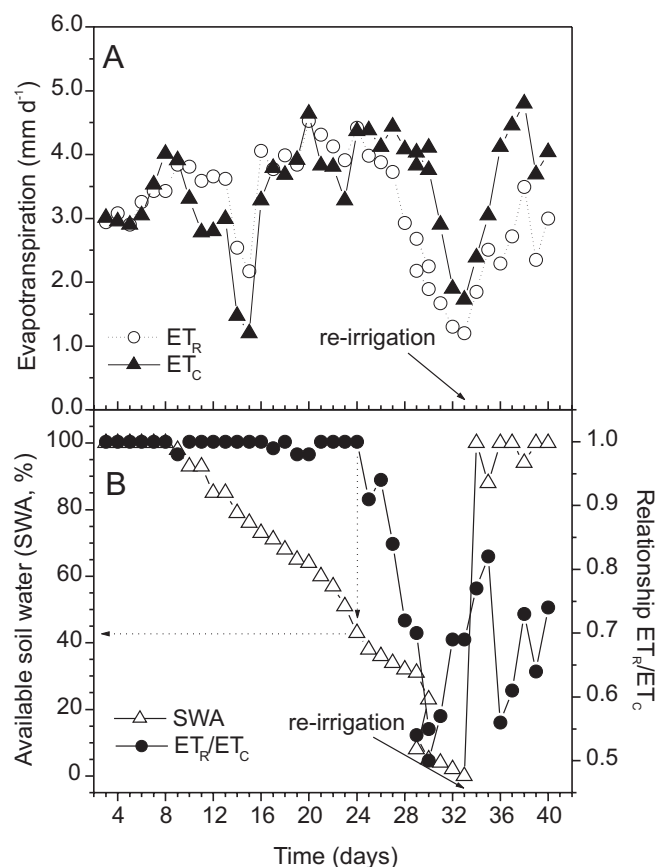 A
Evapotranspiration (mm d⁻¹)
6.0
5.0
4.0
3.0
2.0
1.0
0.0
ET_R
ET_C
re-irrigation
B
Available soil water (SWA, %)
100
80
60
40
20
0
SWA
ET_R/ET_C
re-irrigation
1.0
0.9
0.8
0.7
0.6
0.5
Relationship ET_R/ET_C
4 8 12 16 20 24 28 32 36 40
Time (days)